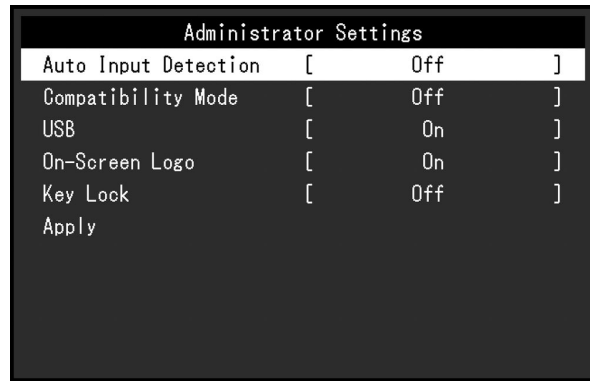 Administrator Settings
Auto Input Detection [ Off ]
Compatibility Mode [ Off ]
USB [ On ]
On-Screen Logo [ On ]
Key Lock [ Off ]
Apply